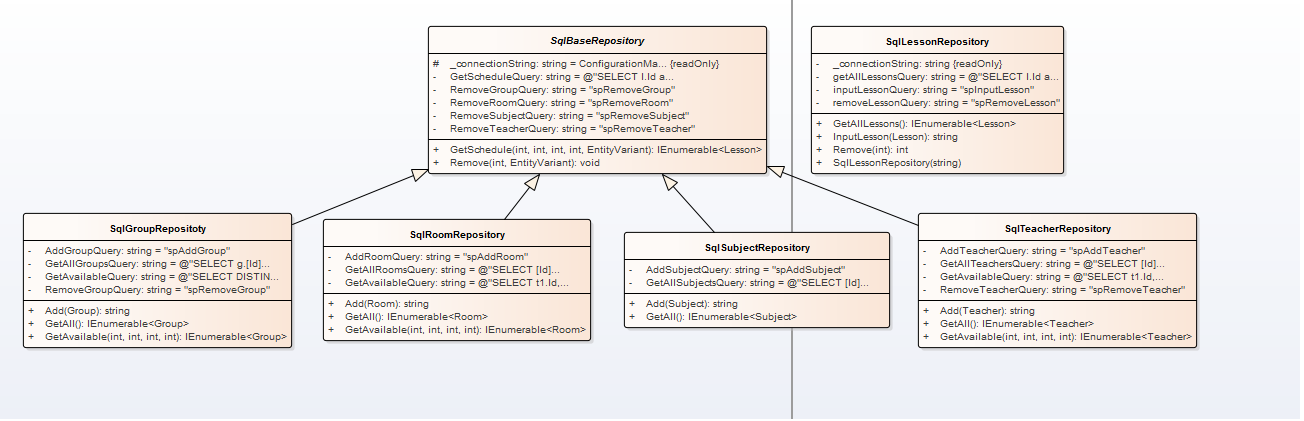 SqlBaseRepository
# _connectionString: string = ConfigurationMa... {readOnly}
- GetScheduleQuery: string = @"SELECT l.Id a...
- RemoveGroupQuery: string = "spRemoveGroup"
- RemoveRoomQuery: string = "spRemoveRoom"
- RemoveSubjectQuery: string = "spRemoveSubject"
- RemoveTeacherQuery: string = "spRemoveTeacher"
+ GetSchedule(int, int, int, int, EntityVariant): IEnumerable<Lesson>
+ Remove(int, EntityVariant): void
SqlLessonRepository
- _connectionString: string {readOnly}
- getAllLessonsQuery: string = @"SELECT l.Id a...
- inputLessonQuery: string = "spInputLesson"
- removeLessonQuery: string = "spRemoveLesson"
+ GetAllLessons(): IEnumerable<Lesson>
+ InputLesson(Lesson): string
+ Remove(int): int
+ SqlLessonRepository(string)
SqlGroupRepositoty
- AddGroupQuery: string = "spAddGroup"
- GetAllGroupsQuery: string = @"SELECT g.[Id]...
- GetAvailableQuery: string = @"SELECT DISTIN...
- RemoveGroupQuery: string = "spRemoveGroup"
+ Add(Group): string
+ GetAll(): IEnumerable<Group>
+ GetAvailable(int, int, int, int): IEnumerable<Group>
SqlRoomRepository
- AddRoomQuery: string = "spAddRoom"
- GetAllRoomsQuery: string = @"SELECT [Id]...
- GetAvailableQuery: string = @"SELECT t1.Id,...
+ Add(Room): string
+ GetAll(): IEnumerable<Room>
+ GetAvailable(int, int, int, int): IEnumerable<Room>
SqlSubjectRepository
- AddSubjectQuery: string = "spAddSubject"
- GetAllSubjectsQuery: string = @"SELECT [Id]...
+ Add(Subject): string
+ GetAll(): IEnumerable<Subject>
SqlTeacherRepository
- AddTeacherQuery: string = "spAddTeacher"
- GetAllTeachersQuery: string = @"SELECT [Id]...
- GetAvailableQuery: string = @"SELECT t1.Id,...
- RemoveTeacherQuery: string = "spRemoveTeacher"
+ Add(Teacher): string
+ GetAll(): IEnumerable<Teacher>
+ GetAvailable(int, int, int, int): IEnumerable<Teacher>